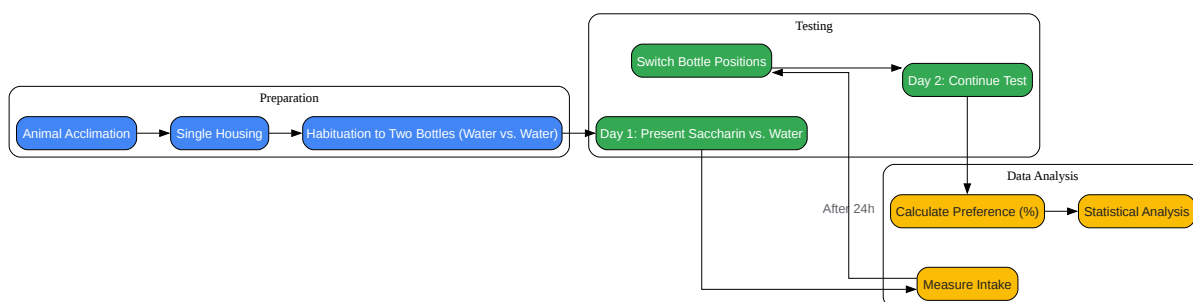 Testing
Switch Bottle Positions
Day 2: Continue Test
Preparation
Animal Acclimation
Single Housing
Habituation to Two Bottles (Water vs. Water)
Day 1: Present Saccharin vs. Water
Data Analysis
After 24h
Calculate Preference (%)
Statistical Analysis
Measure Intake